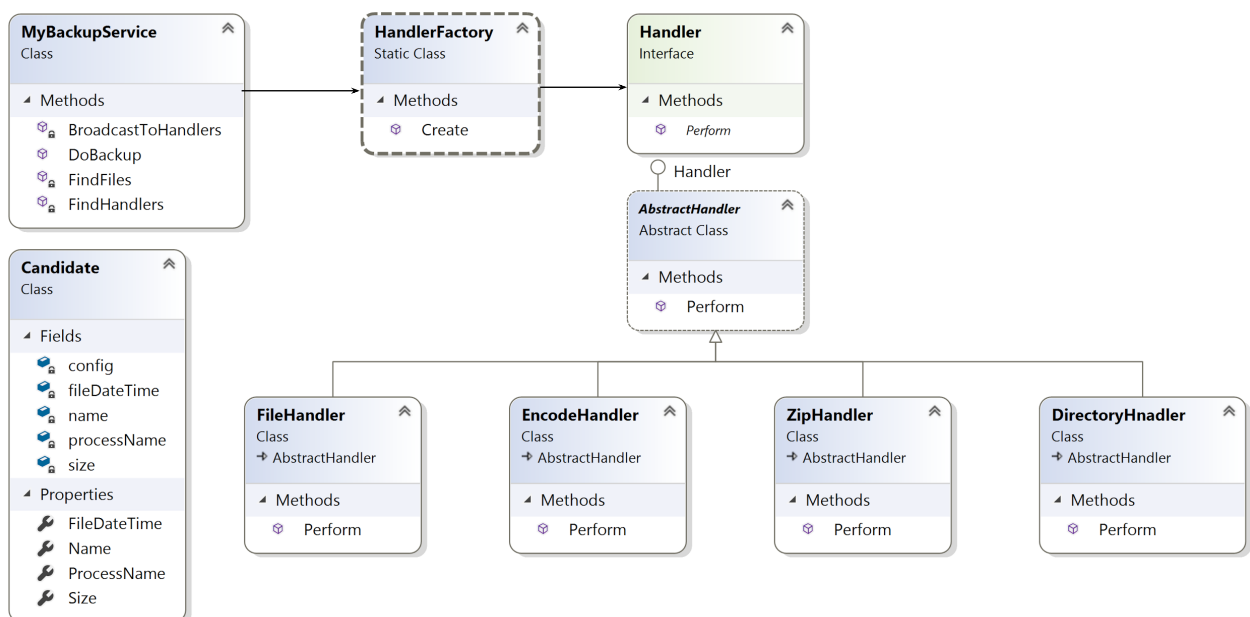 MyBackupService
Class
Methods
BroadcastToHandlers
DoBackup
FindFiles
FindHandlers
HandlerFactory
Static Class
Methods
Create
Handler
Interface
Methods
Perform
Handler
AbstractHandler
Abstract Class
Methods
Perform
Candidate
Class
Fields
config
fileDateTime
name
processName
size
Properties
FileDateTime
Name
ProcessName
Size
FileHandler
Class
AbstractHandler
Methods
Perform
EncodeHandler
Class
AbstractHandler
Methods
Perform
ZipHandler
Class
AbstractHandler
Methods
Perform
DirectoryHnadler
Class
AbstractHandler
Methods
Perform